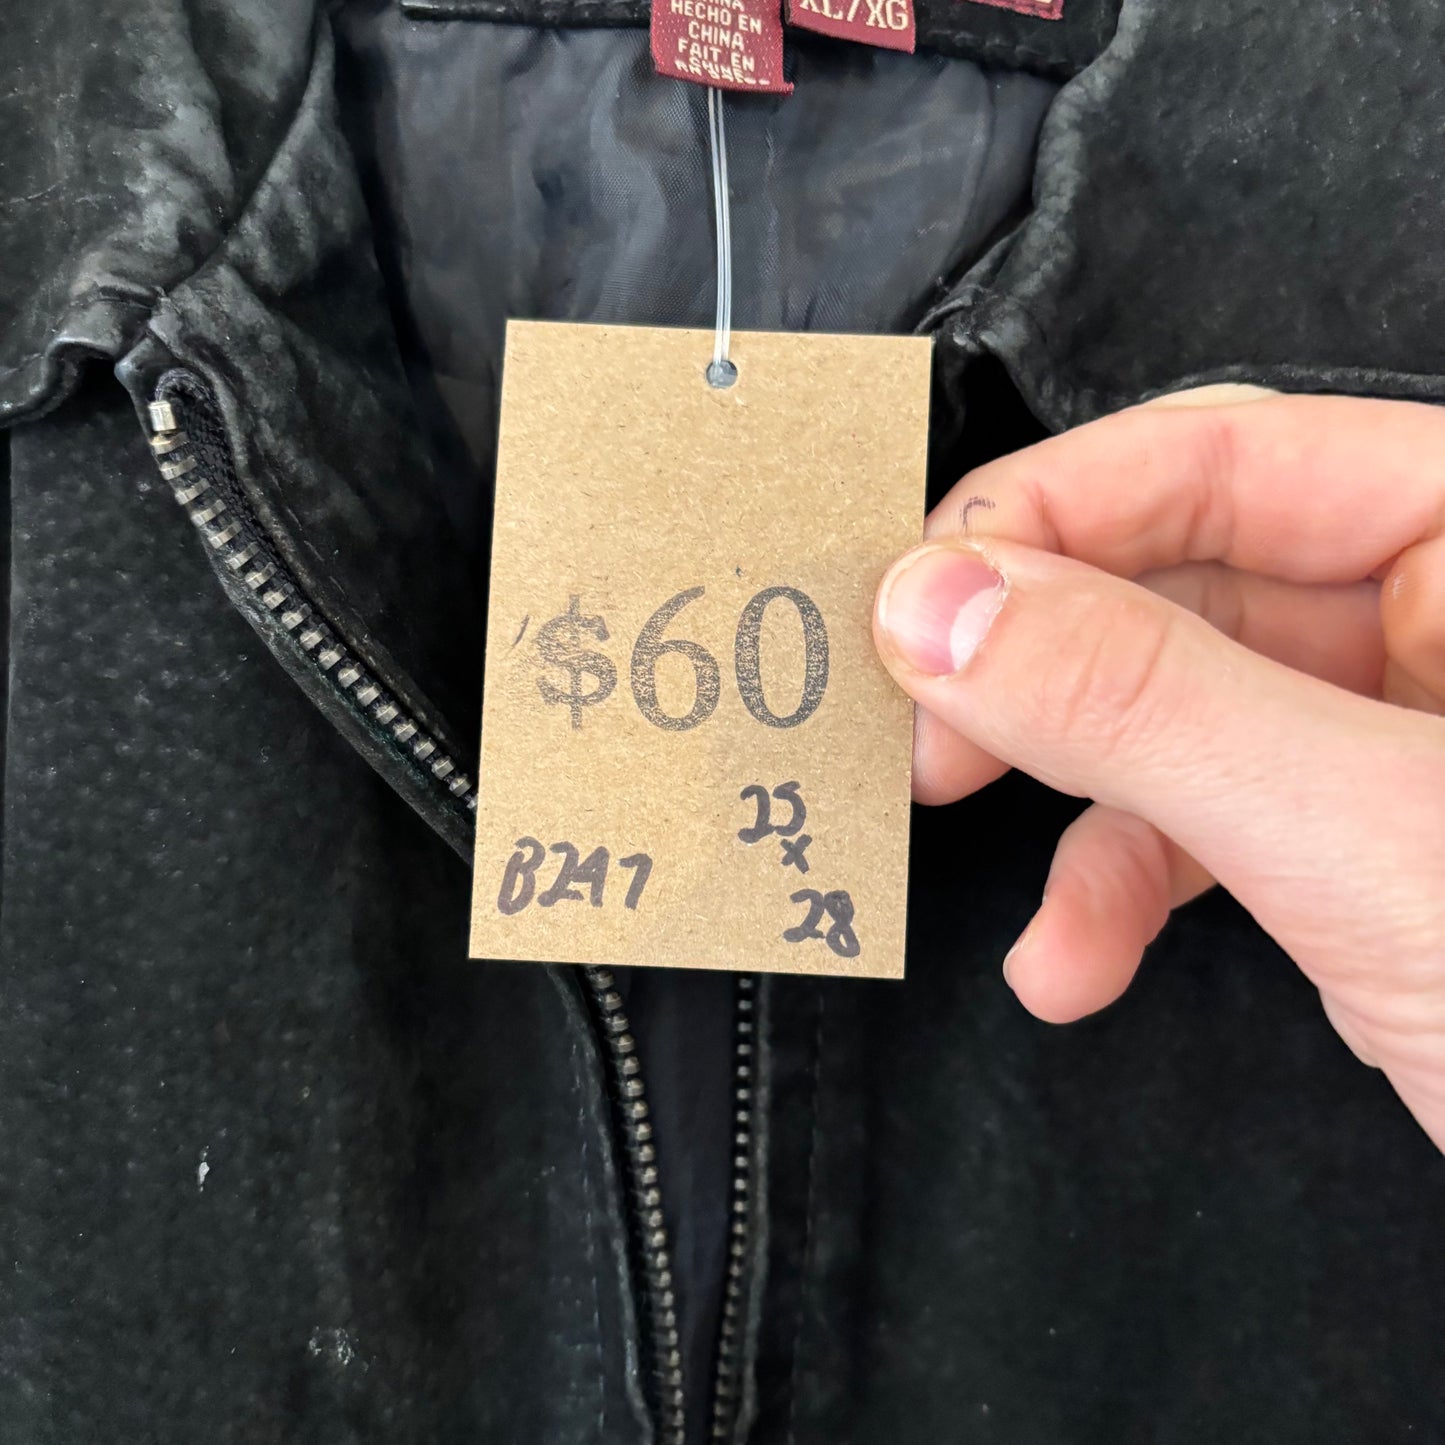 HECHO EN
CHINA
FAIT EN
XL/XG
$60
25
x
28
B247